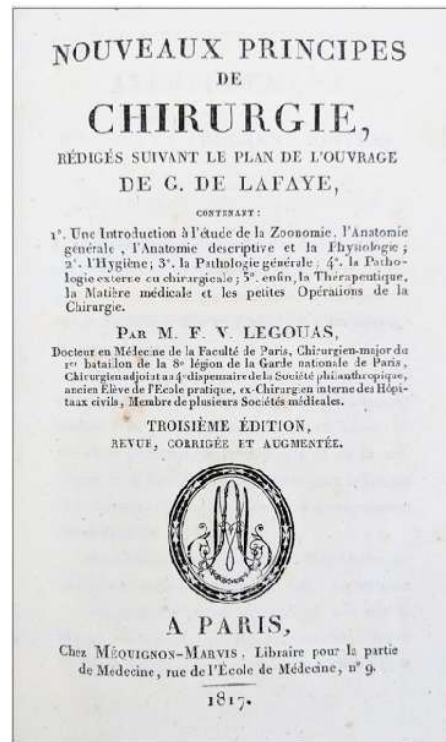 NOUVEAUX PRINCIPES
DE
CHIRURGIE,
RÉDIGÉS SUIVANT LE PLAN DE L'OUVRAGE
DE G. DE LAFAYE,
CONTENANT:
1°. Une Introduction à l'étude de la Zoonomie, l'Anatomie
générale, l'Anatomie descriptive et la Physiologie;
2°. l'Hygiène; 3°. la Pathologie générale; 4°. la Patho-
logie externe ou chirurgicale; 5°. enfin, la Thérapeutique,
la Matière médicale et les petites Opérations de la
Chirurgie.
PAR M. F. V. LEGOUAS,
Docteur en Médecine de la Faculté de Paris, Chirurgien-major du
1er bataillon de la 8e légion de la Garde nationale de Paris,
Chirurgien adjoint au 4e dispensaire de la Société philanthropique,
ancien Élève de l'Ecole pratique, ex-Chirurgien interne des Hôpi-
taux civils, Membre de plusieurs Sociétés médicales.
TROISIÈME ÉDITION,
REVUE, CORRIGÉE ET AUGMENTÉE.
A PARIS,
Chez MÉQUIGNON-MARVIS, Libraire pour la partie
de Medecine, rue de l'École de Médecine, n° 9.
1817.